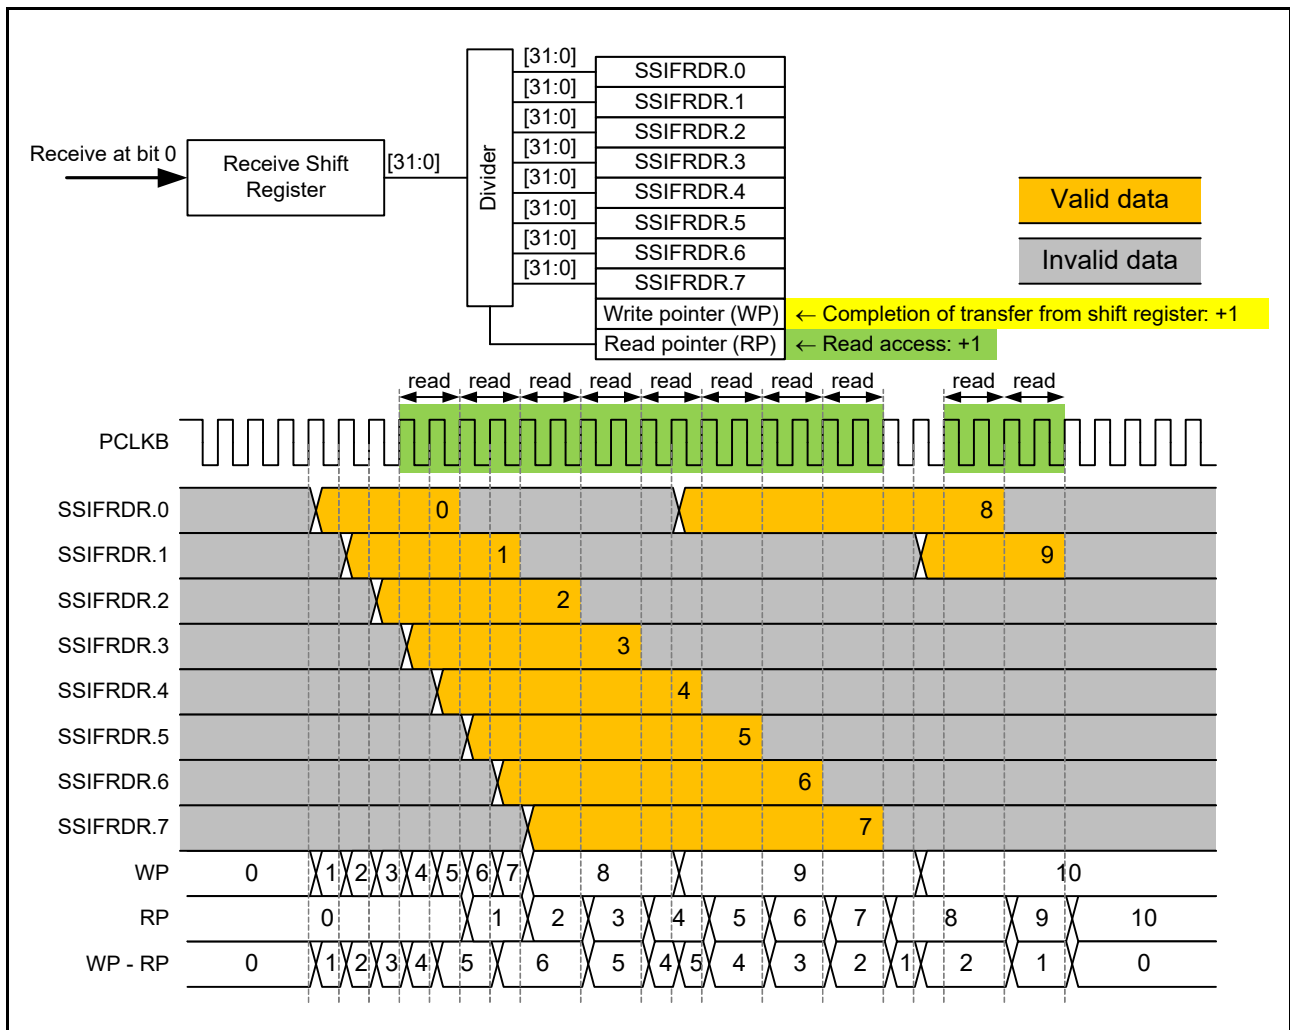 [31:0]
SSIFRDR.0
[31:0]
SSIFRDR.1
[31:0]
SSIFRDR.2
[31:0]
SSIFRDR.3
[31:0]
SSIFRDR.4
[31:0]
SSIFRDR.5
[31:0]
SSIFRDR.6
[31:0]
SSIFRDR.7
Receive at bit 0
Receive Shift
Register
[31:0]
Divider
Valid data
Invalid data
Write pointer (WP) ← Completion of transfer from shift register: +1
Read pointer (RP) ← Read access: +1
read read read read read read read read read read
PCLKB
SSIFRDR.0 0 8
SSIFRDR.1 1 9
SSIFRDR.2 2
SSIFRDR.3 3
SSIFRDR.4 4
SSIFRDR.5 5
SSIFRDR.6 6
SSIFRDR.7 7
WP 0 1 2 3 4 5 6 7 8 9 10
RP 0 1 2 3 4 5 6 7 8 9 10
WP - RP 0 1 2 3 4 5 6 5 4 5 4 3 2 1 2 1 0